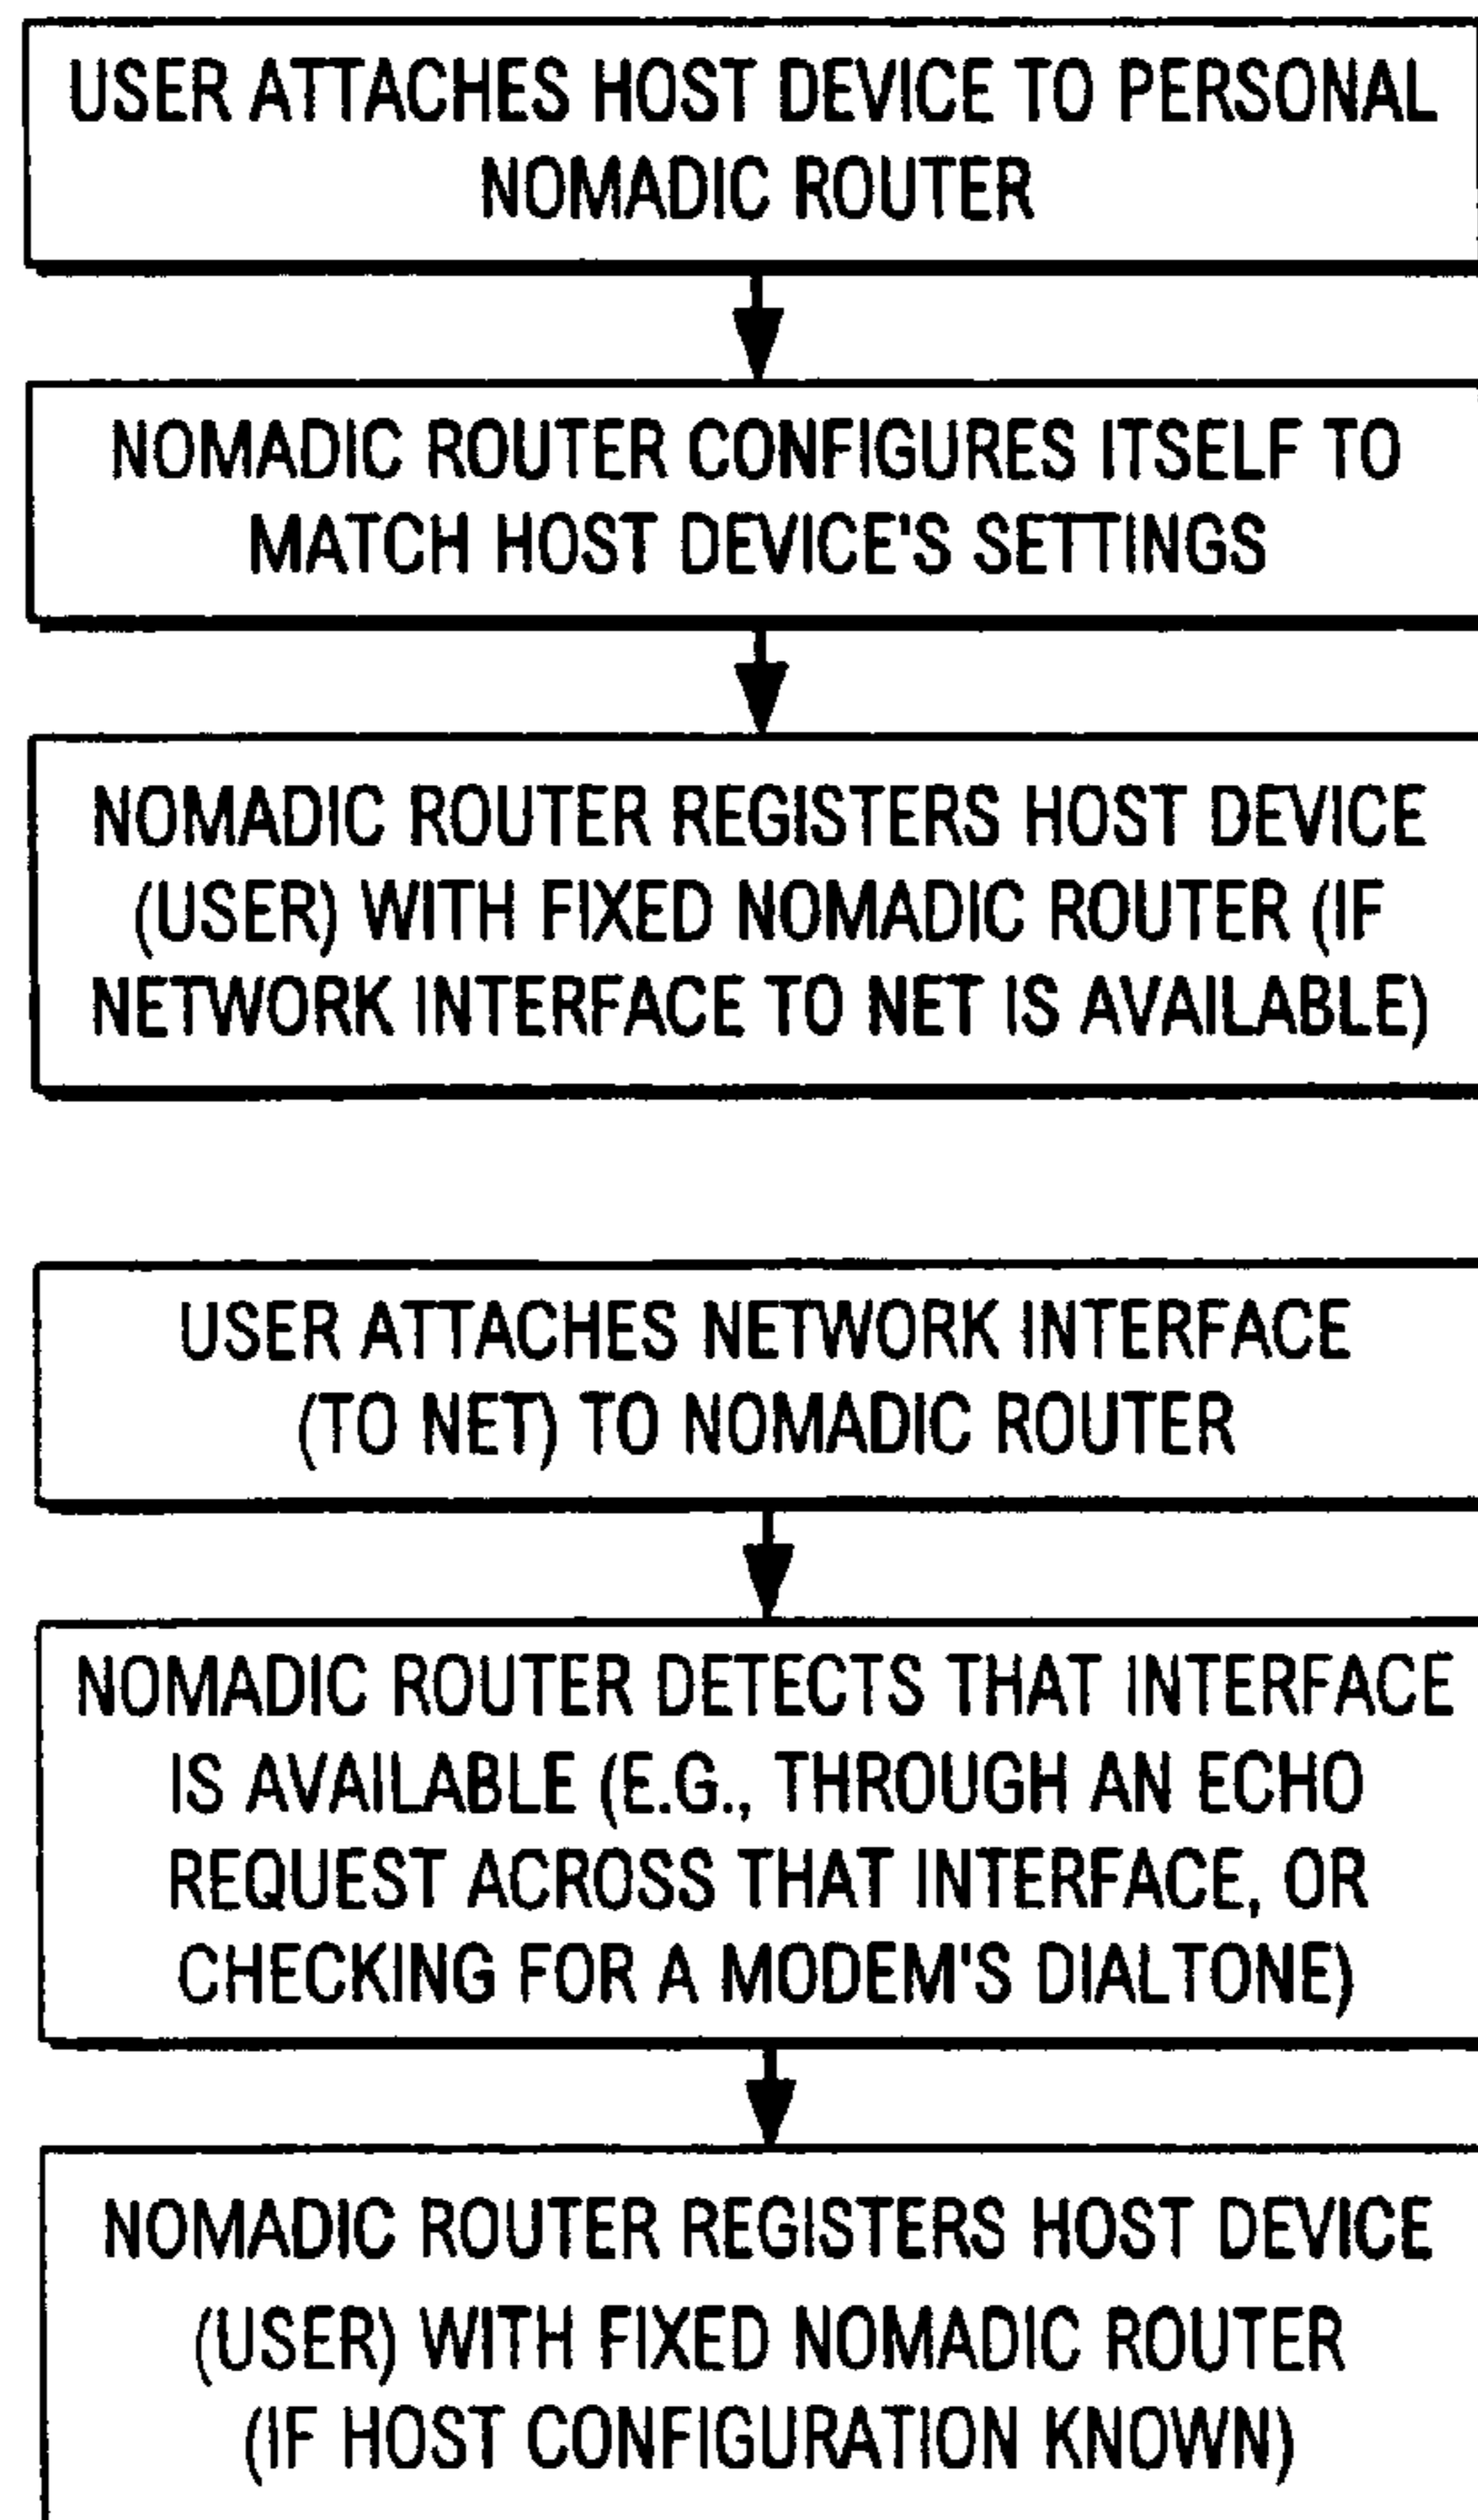 USER ATTACHES HOST DEVICE TO PERSONAL
NOMADIC ROUTER
NOMADIC ROUTER CONFIGURES ITSELF TO
MATCH HOST DEVICE'S SETTINGS
NOMADIC ROUTER REGISTERS HOST DEVICE
(USER) WITH FIXED NOMADIC ROUTER (IF
NETWORK INTERFACE TO NET IS AVAILABLE)
USER ATTACHES NETWORK INTERFACE
(TO NET) TO NOMADIC ROUTER
NOMADIC ROUTER DETECTS THAT INTERFACE
IS AVAILABLE (E.G., THROUGH AN ECHO
REQUEST ACROSS THAT INTERFACE, OR
CHECKING FOR A MODEM'S DIALTONE)
NOMADIC ROUTER REGISTERS HOST DEVICE
(USER) WITH FIXED NOMADIC ROUTER
(IF HOST CONFIGURATION KNOWN)